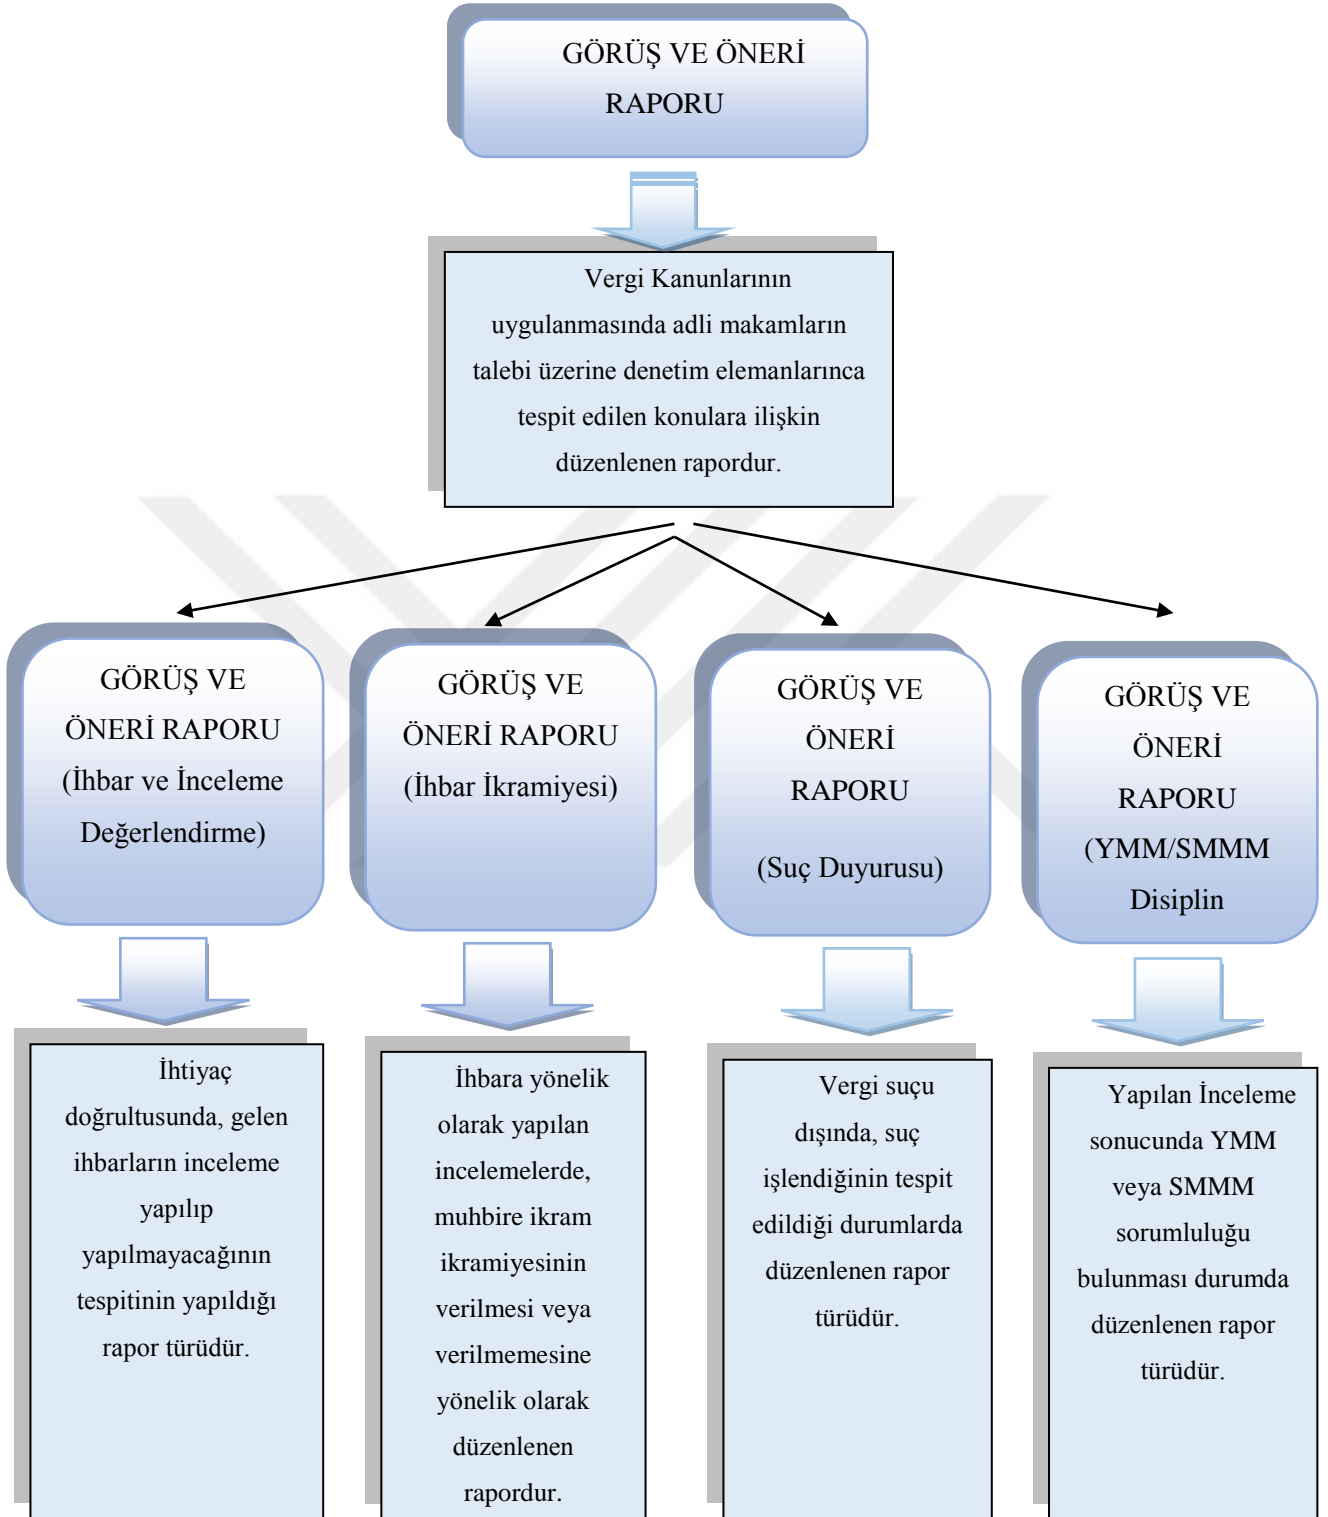 GÖRÜŞ VE ÖNERİ
RAPORU
Vergi Kanunlarının
uygulanmasında adli makamların
talebi üzerine denetim elemanlarınca
tespit edilen konulara ilişkin
düzenlenen rapordur.
GÖRÜŞ VE
ÖNERİ RAPORU
(İhbar ve İnceleme
Değerlendirme)
GÖRÜŞ VE
ÖNERİ RAPORU
(İhbar İkramiyesi)
GÖRÜŞ VE
ÖNERİ
RAPORU
(Suç Duyurusu)
GÖRÜŞ VE
ÖNERİ
RAPORU
(YMM/SMMM
Disiplin
İhtiyaç
doğrultusunda, gelen
ihbarların inceleme
yapılıp
yapılmayacağının
tespitinin yapıldığı
rapor türüdür.
İhbara yönelik
olarak yapılan
incelemelerde,
muhbire ikram
ikramiyesinin
verilmesi veya
verilmemesine
yönelik olarak
düzenlenen
rapordur.
Vergi suçu
dışında, suç
işlendiğinin tespit
edildiği durumlarda
düzenlenen rapor
türüdür.
Yapılan İnceleme
sonucunda YMM
veya SMMM
sorumluluğu
bulunması durumda
düzenlenen rapor
türüdür.